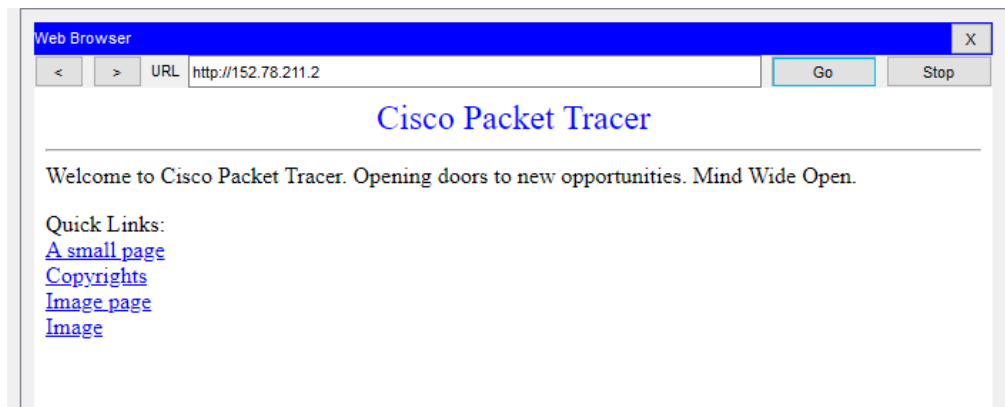 Web Browser X
< > URL http://152.78.211.2 Go Stop
Cisco Packet Tracer
Welcome to Cisco Packet Tracer. Opening doors to new opportunities. Mind Wide Open.
Quick Links:
A small page
Copyrights
Image page
Image